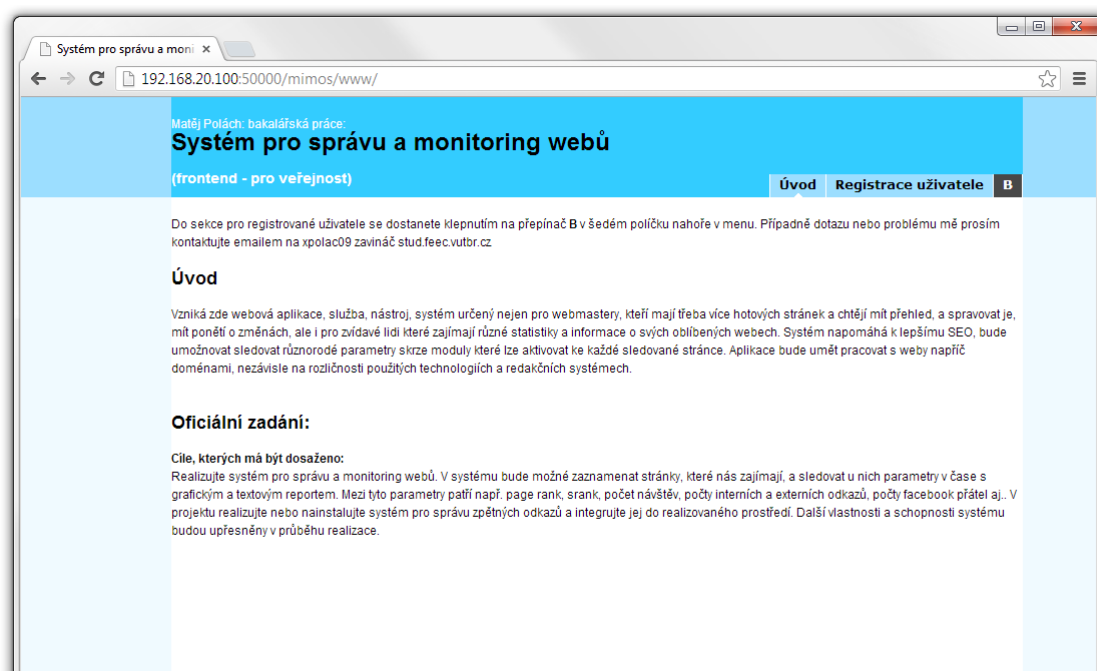 Systém pro správu a moni
192.168.20.100:50000/mimos/www/
Matěj Polách: bakalářská práce:
Systém pro správu a monitoring webů
(frontend - pro veřejnost)
Úvod Registrace uživatele B
Do sekce pro registrované uživatele se dostanete klepnutím na přepínač B v šedém políčku nahoře v menu. Případně dotazu nebo problému mě prosím
kontaktujte emailem na xpolac09 zavináč stud.feec.vutbr.cz
Úvod
Vzniká zde webová aplikace, služba, nástroj, systém určený nejen pro webmastery, kteří mají třeba více hotových stránek a chtějí mít přehled, a spravovat je,
mít ponětí o změnách, ale i pro zvídavé lidi které zajímají různé statistiky a informace o svých oblíbených webech. Systém napomáhá k lepšímu SEO, bude
umožnovat sledovat různorodé parametry skrze moduly které lze aktivovat ke každé sledované stránce. Aplikace bude umět pracovat s weby napříč
doménami, nezávisle na rozličnosti použitých technologiích a redakčních systémech.
Oficiální zadání:
Cíle, kterých má být dosaženo:
Realizujte systém pro správu a monitoring webů. V systému bude možné zaznamenat stránky, které nás zajímají, a sledovat u nich parametry v čase s
grafickým a textovým reportem. Mezi tyto parametry patří např. page rank, srank, počet návštěv, počty interních a externích odkazů, počty facebook přátel aj.. V
projektu realizujte nebo nainstalujte systém pro správu zpětných odkazů a integrujte jej do realizovaného prostředí. Další vlastnosti a schopnosti systému
budou upřesněny v průběhu realizace.